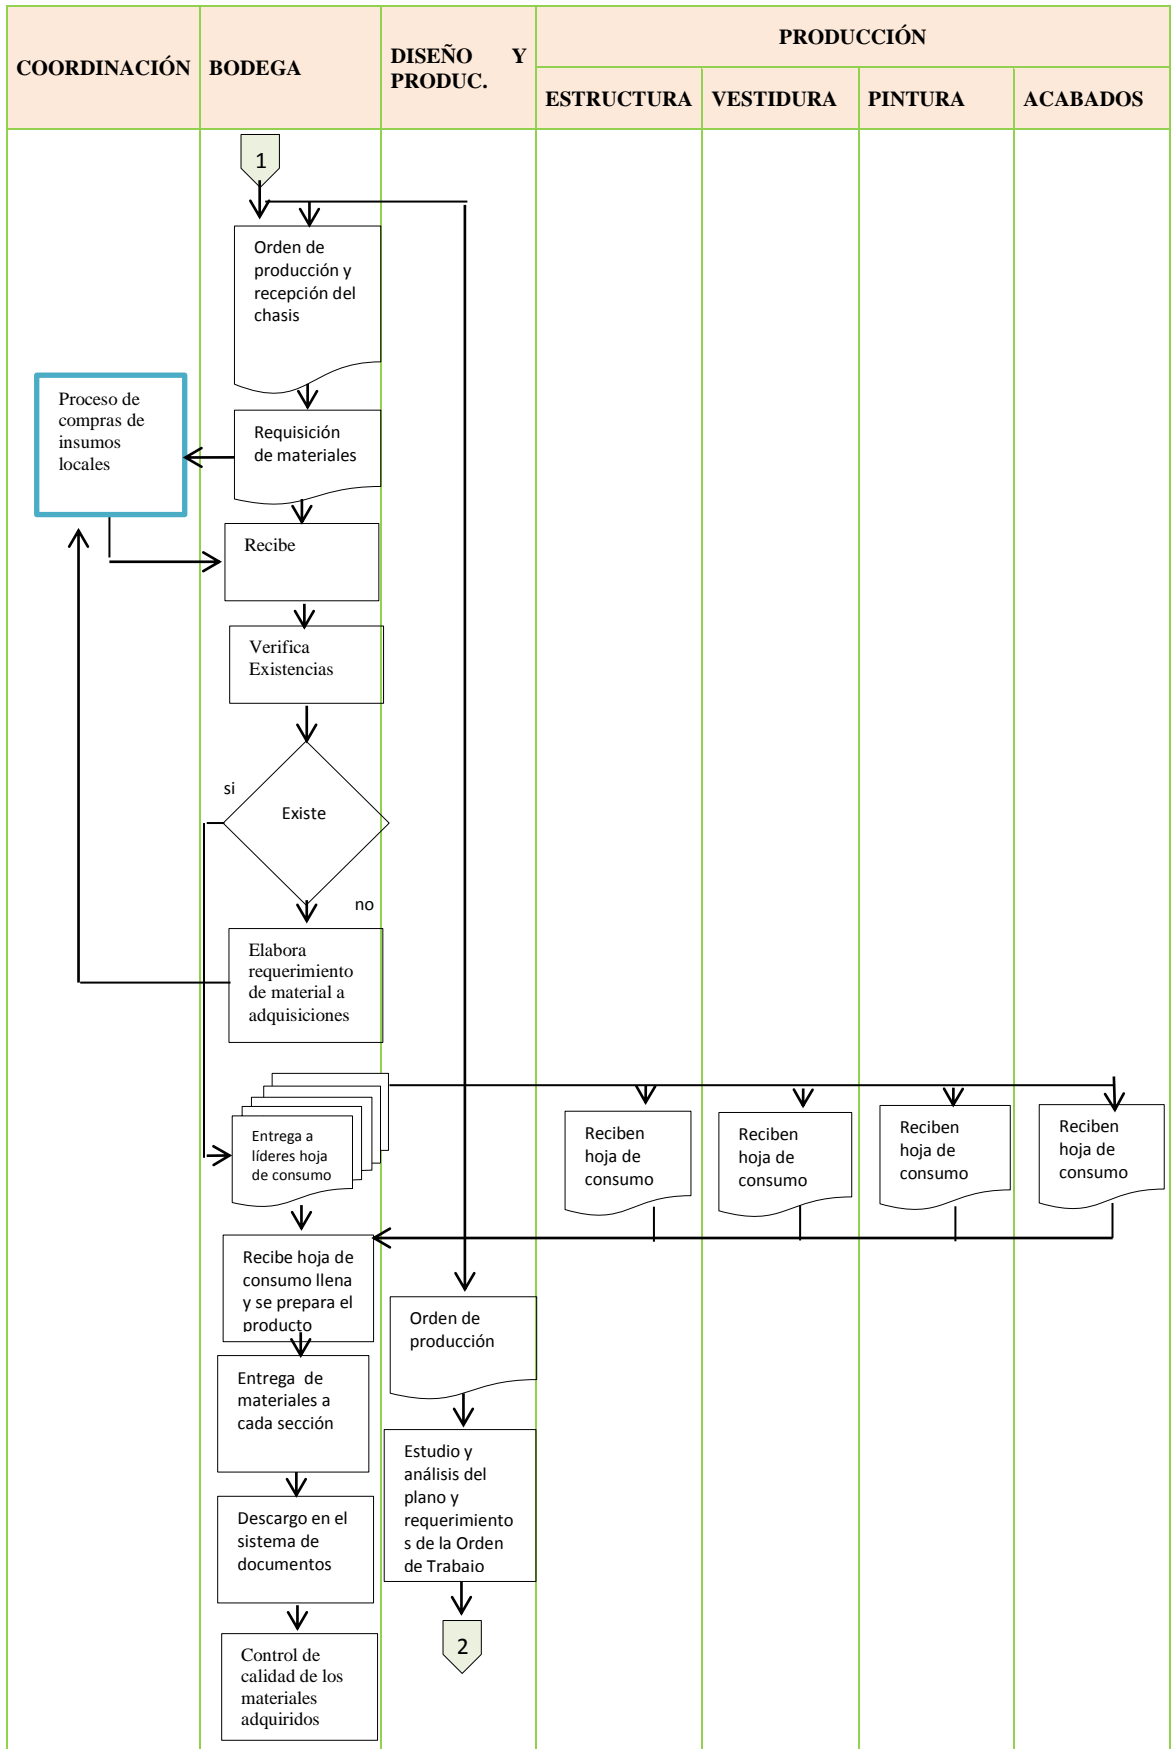 PRODUCCIÓN
COORDINACIÓN
BODEGA
DISEÑO Y
PRODUC.
ESTRUCTURA
VESTIDURA
PINTURA
ACABADOS
1
Orden de
producción y
recepción del
chasis
Proceso de
compras de
insumos
locales
Requisición
de materiales
Recibe
Verifica
Existencias
si
Existe
no
Elabora
requerimiento
de material a
adquisiciones
Entrega a
líderes hoja
de consumo
Reciben
hoja de
consumo
Reciben
hoja de
consumo
Reciben
hoja de
consumo
Reciben
hoja de
consumo
Recibe hoja de
consumo llena
y se prepara el
producto
Orden de
producción
Entrega de
materiales a
cada sección
Estudio y
análisis del
plano y
requerimiento
s de la Orden
de Trabajo
Descargo en el
sistema de
documentos
2
Control de
calidad de los
materiales
adquiridos